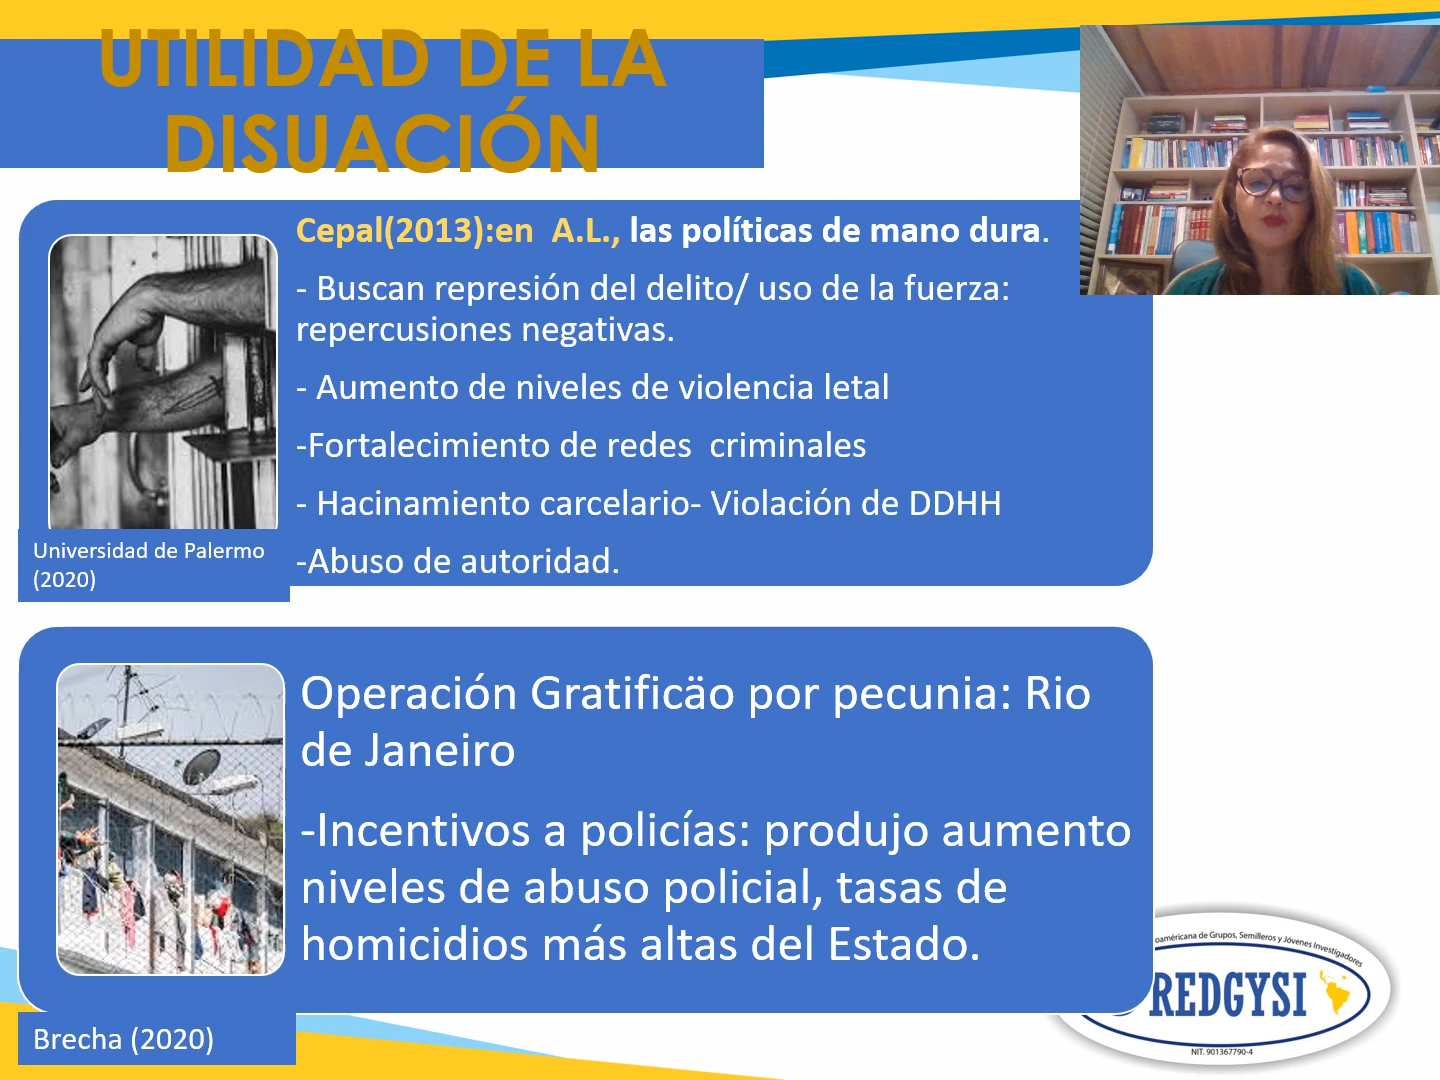 UTILIDAD DE LA
DISUACIÓN
Cepal(2013):en A.L., las políticas de mano dura.
- Buscan represión del delito/ uso de la fuerza:
repercusiones negativas.
- Aumento de niveles de violencia letal
-Fortalecimiento de redes criminales
- Hacinamiento carcelario- Violación de DDHH
-Abuso de autoridad.
Universidad de Palermo
(2020)
Operación Gratificäo por pecunia: Rio
de Janeiro
-Incentivos a policías: produjo aumento
niveles de abuso policial, tasas de
homicidios más altas del Estado.
Brecha (2020)
oaméricana de Grupos, Semilleros y Jóvenes Investigadores
REDGYSI
NIT. 901367790-4